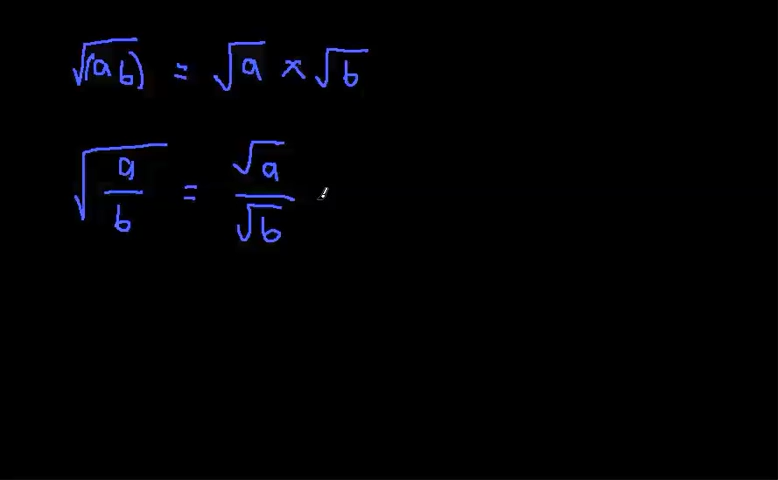 √(ab) = √a × √b
√(a/b) = √a/√b